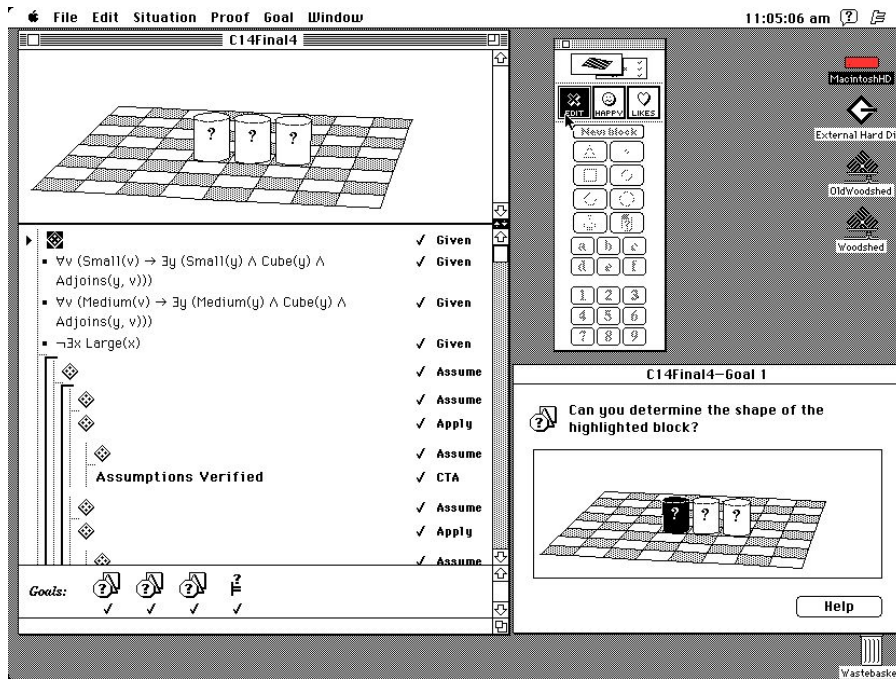 File Edit Situation Proof Goal Window 11:05:06 am ?
C14Final4
? ? ?
✓ Given
▪ ∀v (Small(v) → ∃y (Small(y) ∧ Cube(y) ∧ ✓ Given
Adjoins(y, v)))
▪ ∀v (Medium(v) → ∃y (Medium(y) ∧ Cube(y) ∧ ✓ Given
Adjoins(y, v)))
▪ ¬∃x Large(x) ✓ Given
✓ Assume
✓ Assume
✓ Apply
✓ Assume
Assumptions Verified ✓ CTA
✓ Assume
✓ Apply
✓ Assume
Goals: ? ? ? ?
✓ ✓ ✓ ✓
EDIT HAPPY LIKES
New block
a b c
d e f
1 2 3
4 5 6
7 8 9
MacintoshHD
External Hard Di
OldWoodshed
Woodshed
C14Final4–Goal 1
Can you determine the shape of the
highlighted block?
? ? ?
Help
Wastebaske